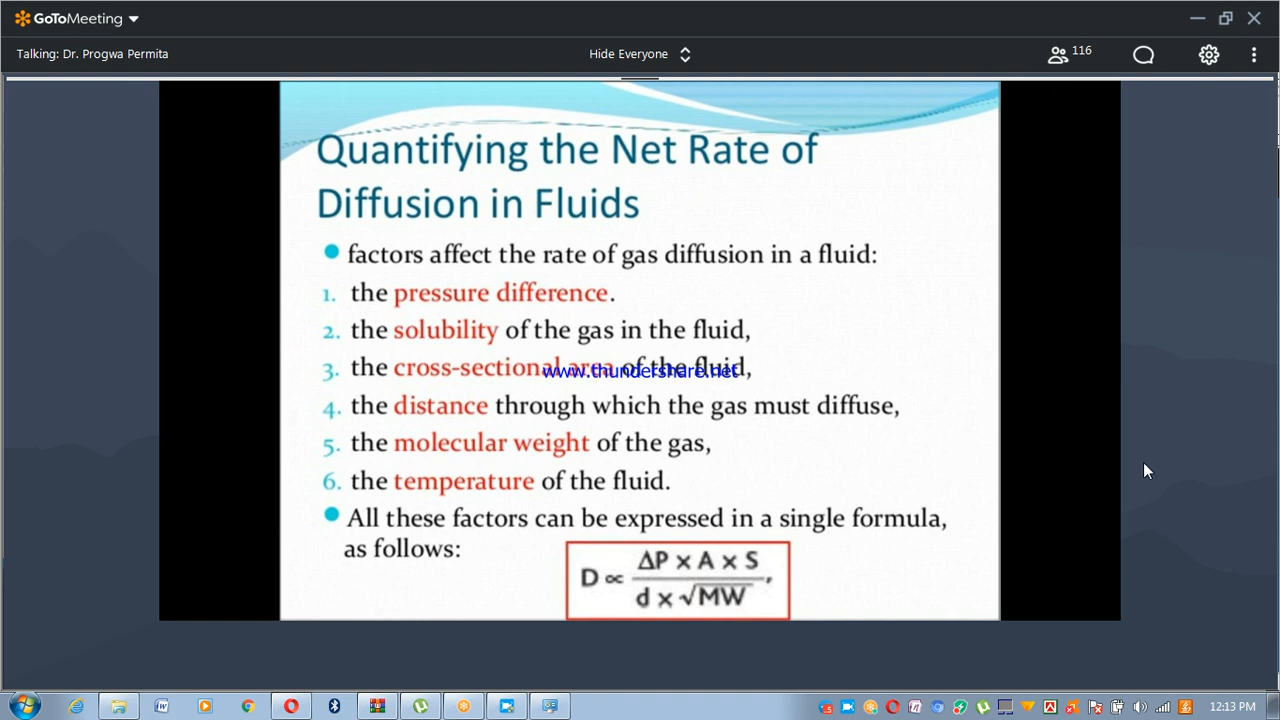 GoToMeeting
Talking: Dr. Progwa Permita
Hide Everyone
116
Quantifying the Net Rate of
Diffusion in Fluids
factors affect the rate of gas diffusion in a fluid:
1. the pressure difference.
2. the solubility of the gas in the fluid,
3. the cross-sectional area of the fluid,
www.thundershare.net
4. the distance through which the gas must diffuse,
5. the molecular weight of the gas,
6. the temperature of the fluid.
All these factors can be expressed in a single formula,
as follows:
D ∝ ΔP × A × S / d × √MW,
12:13 PM